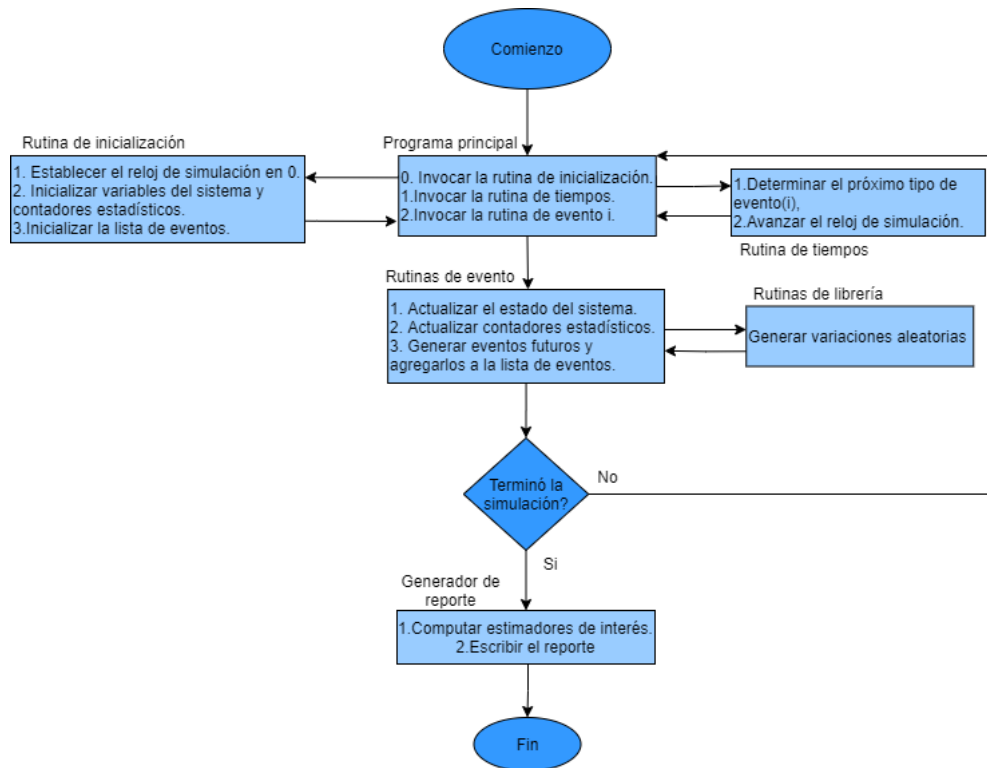 Comienzo
Rutina de inicialización
1. Establecer el reloj de simulación en 0.
2. Inicializar variables del sistema y
contadores estadísticos.
3.Inicializar la lista de eventos.
Programa principal
0. Invocar la rutina de inicialización.
1.Invocar la rutina de tiempos.
2.Invocar la rutina de evento i.
1.Determinar el próximo tipo de
evento(i),
2.Avanzar el reloj de simulación.
Rutina de tiempos
Rutinas de evento
1. Actualizar el estado del sistema.
2. Actualizar contadores estadísticos.
3. Generar eventos futuros y
agregarlos a la lista de eventos.
Rutinas de librería
Generar variaciones aleatorias
Terminó la
simulación?
No
Si
Generador de
reporte
1.Computar estimadores de interés.
2.Escribir el reporte
Fin